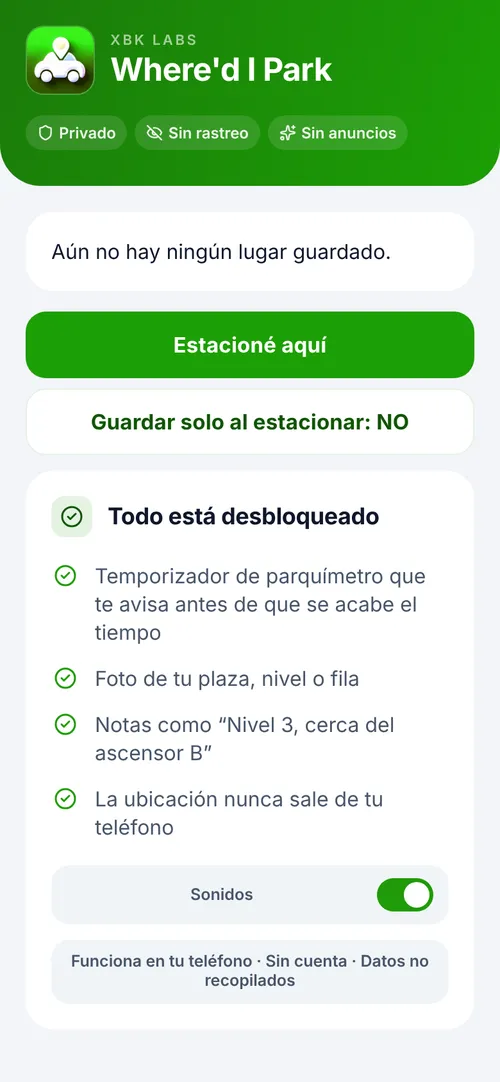 XBK LABS
Where'd I Park
Privado
Sin rastreo
Sin anuncios
Aún no hay ningún lugar guardado.
Estacioné aquí
Guardar solo al estacionar: NO
Todo está desbloqueado
Temporizador de parquímetro que
te avisa antes de que se acabe el
tiempo
Foto de tu plaza, nivel o fila
Notas como “Nivel 3, cerca del
ascensor B”
La ubicación nunca sale de tu
teléfono
Sonidos
Funciona en tu teléfono · Sin cuenta · Datos no
recopilados